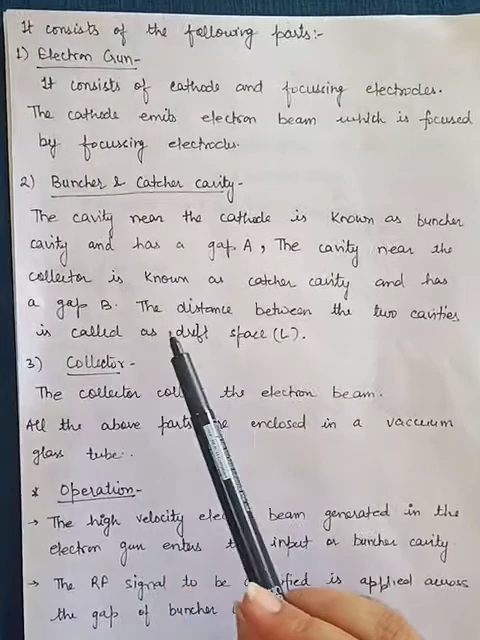 It consists of the following parts:-
1) Electron Gun-
It consists of cathode and focussing electrodes.
The cathode emits electron beam which is focused
by focussing electrodes.
2) Buncher & Catcher cavity-
The cavity near the cathode is known as buncher
cavity and has a gap A, The cavity near the
collector is known as catcher cavity and has
a gap B. The distance between the two cavities
is called as drift space (L).
3) Collector-
The collector coll the electron beam.
All the above parts re enclosed in a vaccuum
glass tube.
* Operation-
→ The high velocity ele beam generated in the
electron gun enters t input or buncher cavity
→ The RF signal to be ified is applied across
the gap of buncher